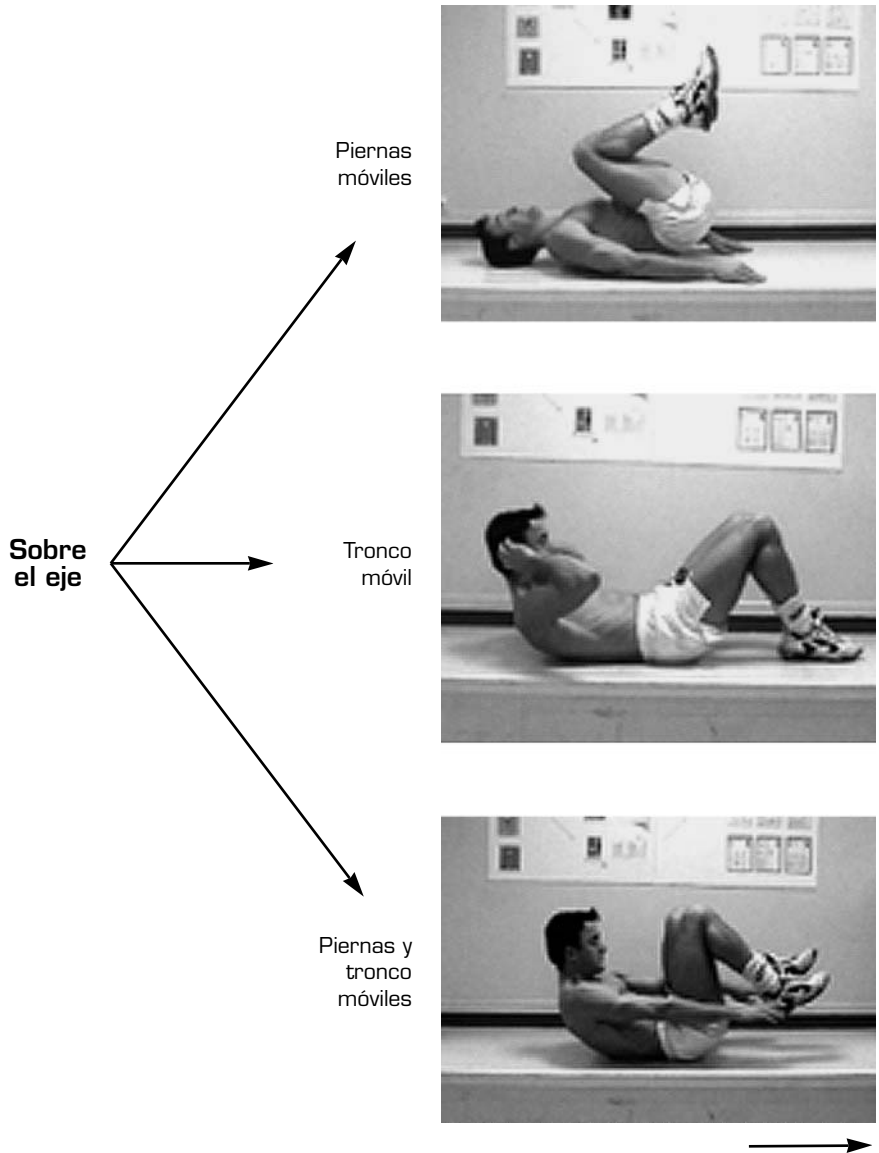 Piernas
móviles
Sobre
el eje
Tronco
móvil
Piernas y
tronco
móviles